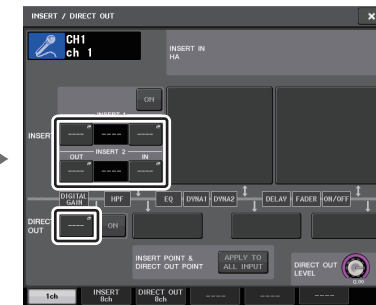 INSERT / DIRECT OUT
CH1
ch 1
INSERT IN
HA
ON
INSERT 1
INSERT
---- ---- ----
OUT INSERT 2 IN
---- ---- ----
DIGITAL GAIN HPF EQ DYNA1 DYNA2 DELAY FADER ON/OFF
DIRECT OUT
----
ON
INSERT POINT &
DIRECT OUT POINT
APPLY TO
ALL INPUT
DIRECT OUT
LEVEL
0.00
1ch
INSERT
8ch
DIRECT OUT
8ch
---- ---- ----